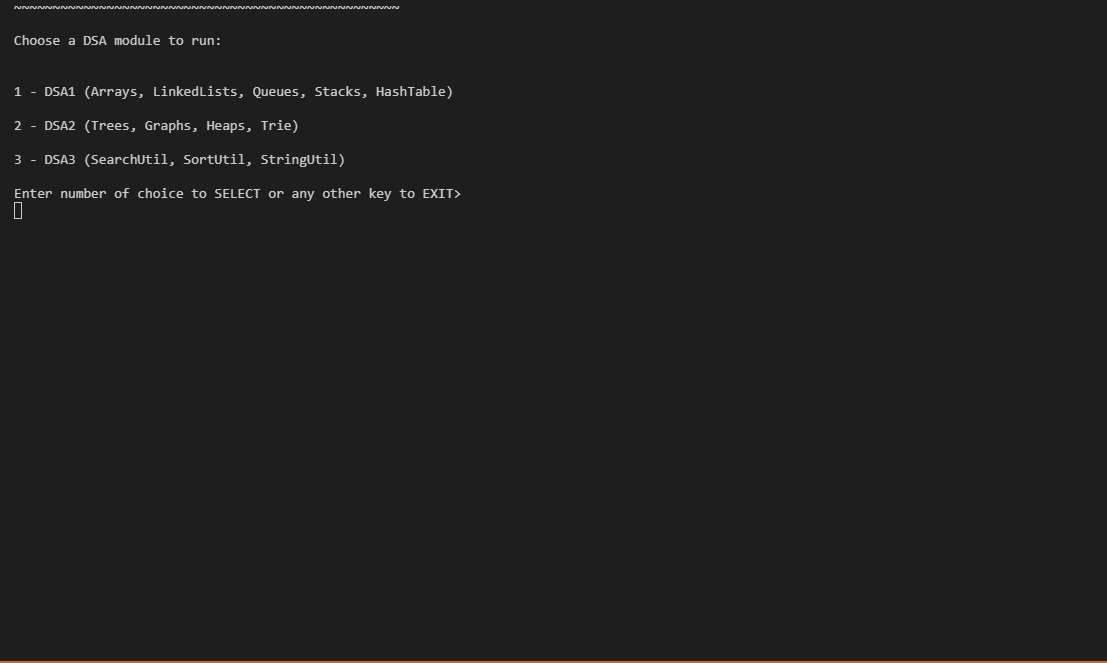 ~~~~~~~~~~~~~~~~~~~~~~~~~~~~~~~~~~~~~~~~~~~~~~~~~~
Choose a DSA module to run:
1 - DSA1 (Arrays, LinkedLists, Queues, Stacks, HashTable)
2 - DSA2 (Trees, Graphs, Heaps, Trie)
3 - DSA3 (SearchUtil, SortUtil, StringUtil)
Enter number of choice to SELECT or any other key to EXIT>